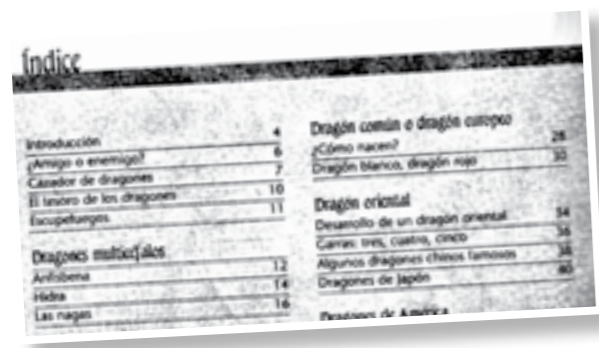 Índice
Introducción 4
¿Amigo o enemigo? 6
Cazador de dragones 7
El tesoro de los dragones 10
Escupefuegos 11
Dragones multicéfalos
Anfisbena 12
Hidra 14
Las nagas 16
Dragón común o dragón europeo
¿Cómo nacen? 28
Dragón blanco, dragón rojo 30
Dragón oriental
Desarrollo de un dragón oriental 34
Garras: tres, cuatro, cinco 36
Algunos dragones chinos famosos 38
Dragones de Japón
Dragones de América